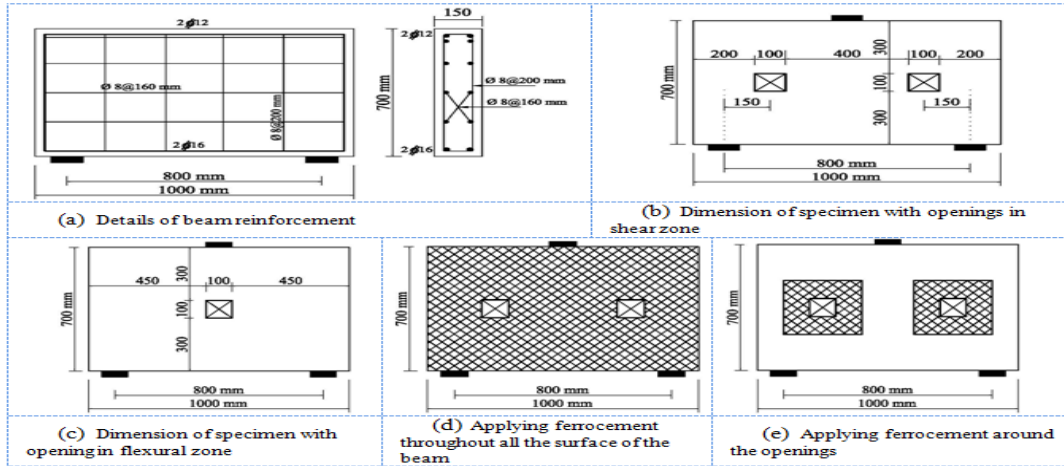 2ϕ12
Ø 8@160 mm
Ø 8@200 mm
2ϕ16
800 mm
1000 mm
150
2ϕ12
700 mm
Ø 8@200 mm
Ø 8@160 mm
2ϕ16
(a) Details of beam reinforcement
700 mm
200 100 400 100 200
300
100
300
150 150
800 mm
1000 mm
(b) Dimension of specimen with openings in
shear zone
700 mm
450 100 450
300
100
300
800 mm
1000 mm
(c) Dimension of specimen with
opening in flexural zone
700 mm
800 mm
1000 mm
(d) Applying ferrocement
throughout all the surface of the
beam
700 mm
800 mm
1000 mm
(e) Applying ferrocement around
the openings